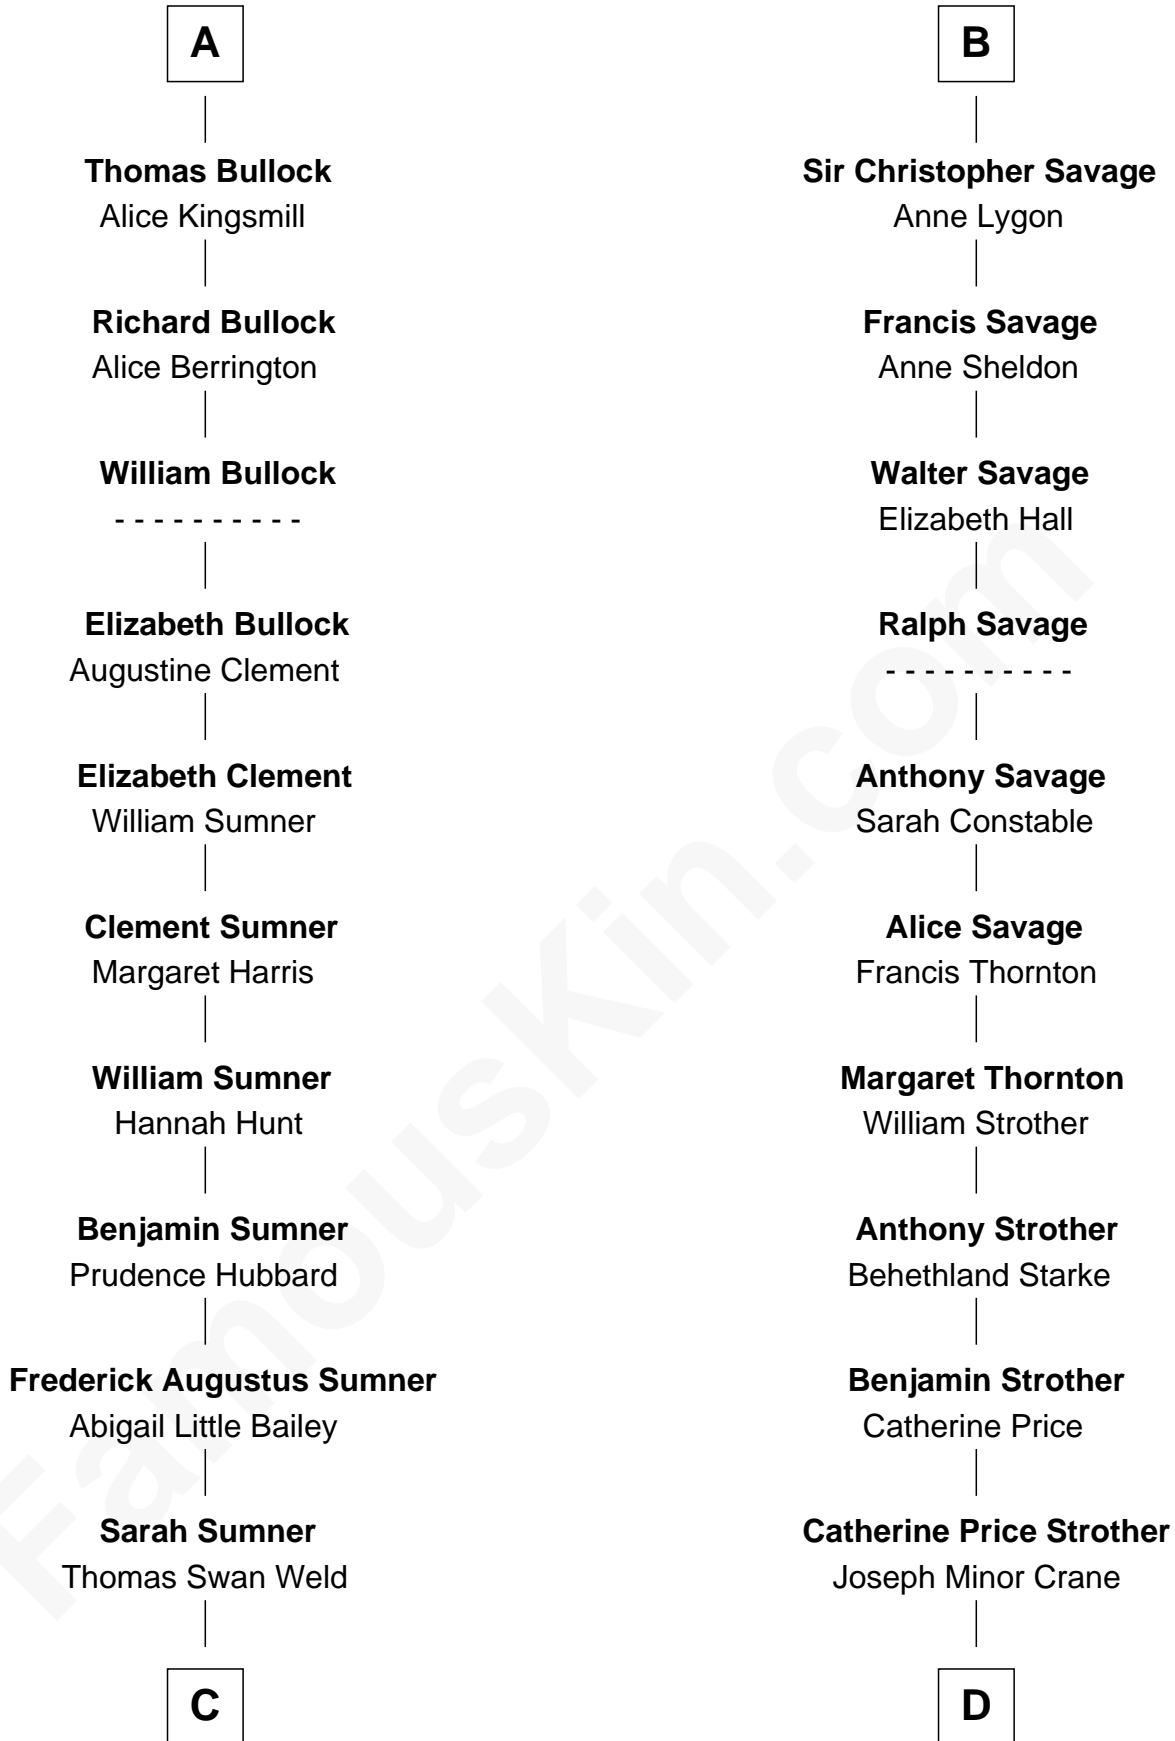 A
Thomas Bullock
Alice Kingsmill
Richard Bullock
Alice Berrington
William Bullock
- - - - - - - - - -
Elizabeth Bullock
Augustine Clement
Elizabeth Clement
William Sumner
Clement Sumner
Margaret Harris
William Sumner
Hannah Hunt
Benjamin Sumner
Prudence Hubbard
Frederick Augustus Sumner
Abigail Little Bailey
Sarah Sumner
Thomas Swan Weld
C
B
Sir Christopher Savage
Anne Lygon
Francis Savage
Anne Sheldon
Walter Savage
Elizabeth Hall
Ralph Savage
- - - - - - - - - -
Anthony Savage
Sarah Constable
Alice Savage
Francis Thornton
Margaret Thornton
William Strother
Anthony Strother
Behethland Starke
Benjamin Strother
Catherine Price
Catherine Price Strother
Joseph Minor Crane
D
FamousKin.com